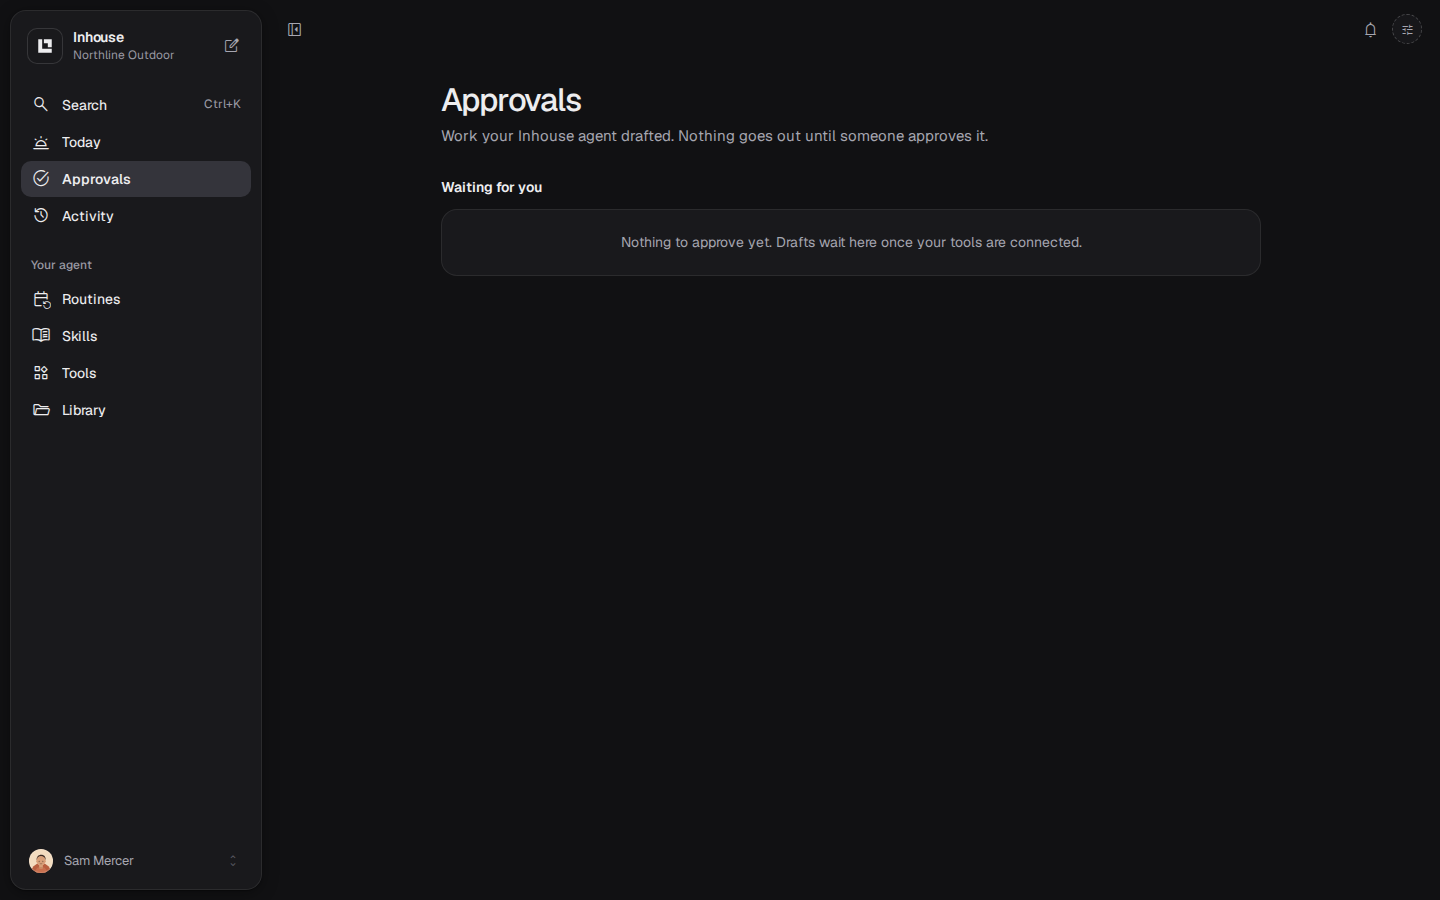 Inhouse
Northline Outdoor
Search Ctrl+K
Today
Approvals
Activity
Your agent
Routines
Skills
Tools
Library
Sam Mercer
Approvals
Work your Inhouse agent drafted. Nothing goes out until someone approves it.
Waiting for you
Nothing to approve yet. Drafts wait here once your tools are connected.